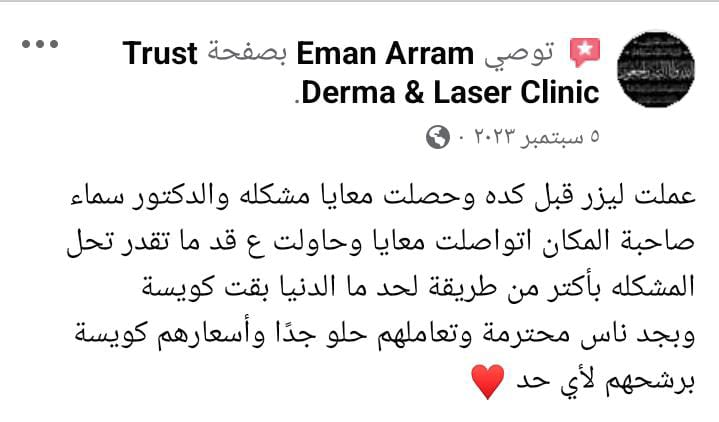 توصي Eman Arram بصفحة Trust
Derma & Laser Clinic.
٥ سبتمبر ٢٠٢٣ ·
عملت ليزر قبل كده وحصلت معايا مشكله والدكتور سماء
صاحبة المكان اتواصلت معايا وحاولت ع قد ما تقدر تحل
المشكله بأكتر من طريقة لحد ما الدنيا بقت كويسة
وبجد ناس محترمة وتعاملهم حلو جدًا وأسعارهم كويسة
برشحهم لأي حد ❤️